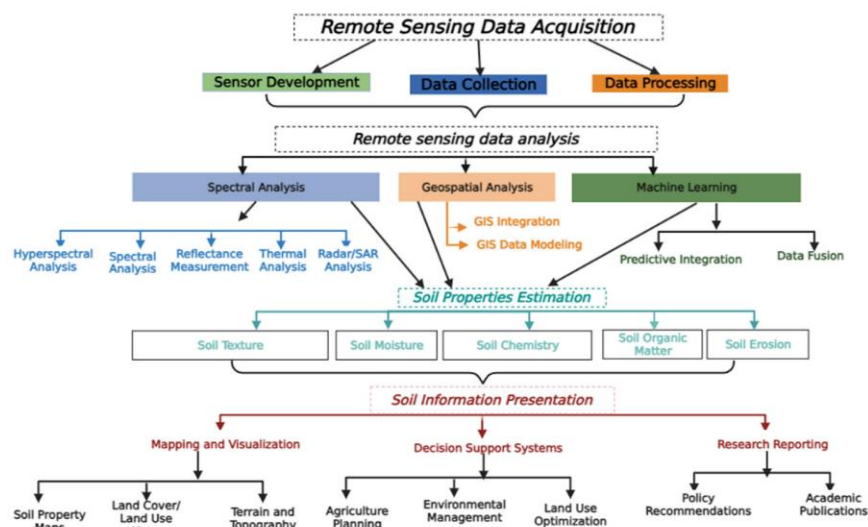 Remote Sensing Data Acquisition
Sensor Development
Data Collection
Data Processing
Remote sensing data analysis
Spectral Analysis
Geospatial Analysis
Machine Learning
GIS Integration
GIS Data Modeling
Hyperspectral
Analysis
Spectral
Analysis
Reflectance
Measurement
Thermal
Analysis
Radar/SAR
Analysis
Predictive Integration
Data Fusion
Soil Properties Estimation
Soil Texture
Soil Moisture
Soil Chemistry
Soil Organic
Matter
Soil Erosion
Soil Information Presentation
Mapping and Visualization
Decision Support Systems
Research Reporting
Soil Property
Maps
Land Cover/
Land Use
Terrain and
Topography
Agriculture
Planning
Environmental
Management
Land Use
Optimization
Policy
Recommendations
Academic
Publication